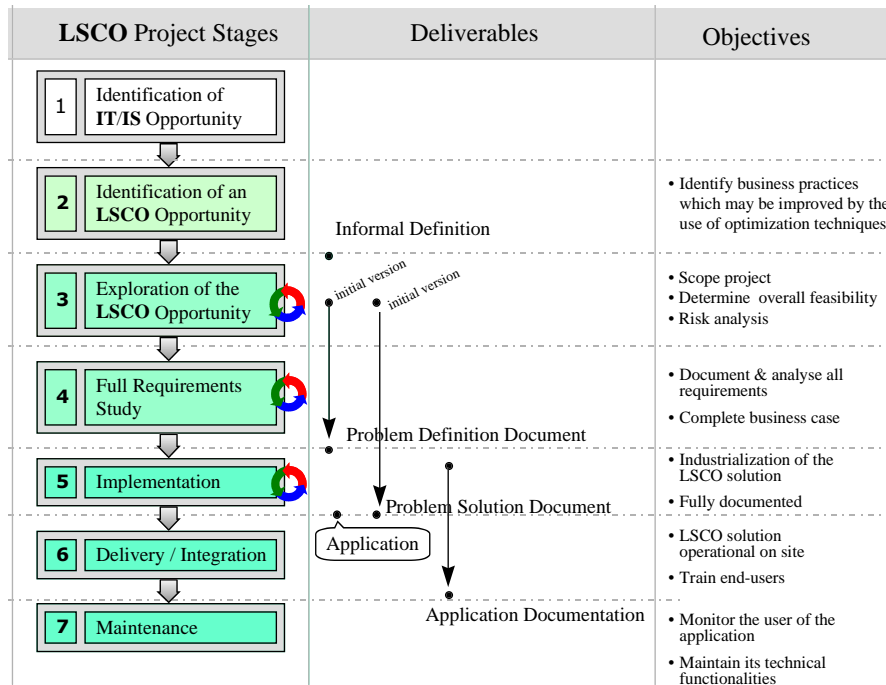 LSCO Project Stages
Deliverables
Objectives
1
Identification of
IT/IS Opportunity
2
Identification of an
LSCO Opportunity
• Identify business practices
which may be improved by the
use of optimization techniques
Informal Definition
3
Exploration of the
LSCO Opportunity
initial version
initial version
• Scope project
• Determine overall feasibility
• Risk analysis
4
Full Requirements
Study
• Document & analyse all
requirements
• Complete business case
Problem Definition Document
5
Implementation
• Industrialization of the
LSCO solution
• Fully documented
Problem Solution Document
Application
6
Delivery / Integration
• LSCO solution
operational on site
• Train end-users
Application Documentation
7
Maintenance
• Monitor the user of the
application
• Maintain its technical
functionalities